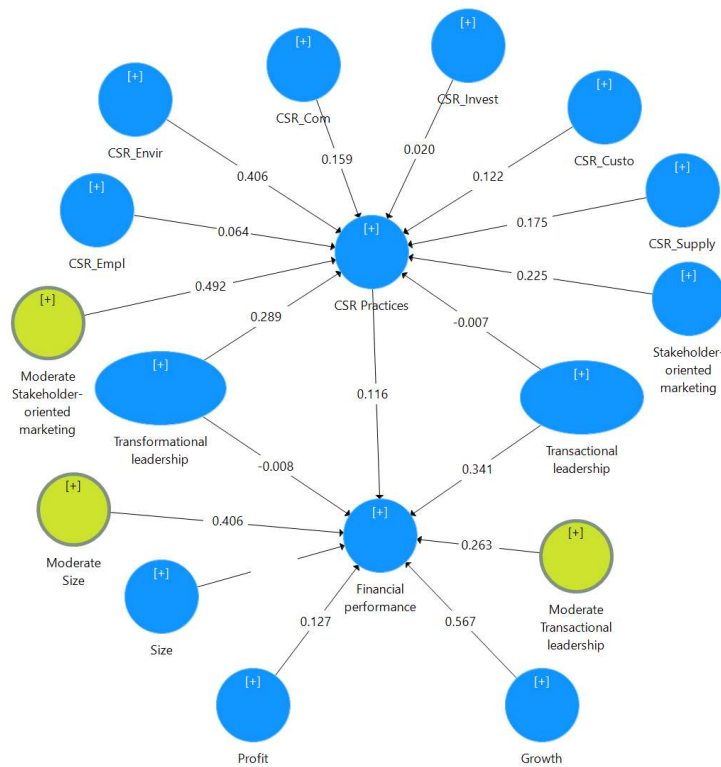 [+]
CSR_Invest
[+]
CSR_Com
[+]
CSR_Envir
[+]
CSR_Custo
[+]
CSR_Supply
[+]
CSR_Empl
0.406
0.159
0.020
0.122
0.175
0.064
0.225
0.492
[+]
CSR Practices
[+]
Stakeholder-
oriented
marketing
[+]
Moderate
Stakeholder-
oriented
marketing
0.289
-0.007
[+]
Transformational
leadership
0.116
[+]
Transactional
leadership
-0.008
0.341
[+]
Moderate
Size
0.406
[+]
Financial
performance
0.263
[+]
Moderate
Transactional
leadership
[+]
Size
0.127
0.567
[+]
Profit
[+]
Growth